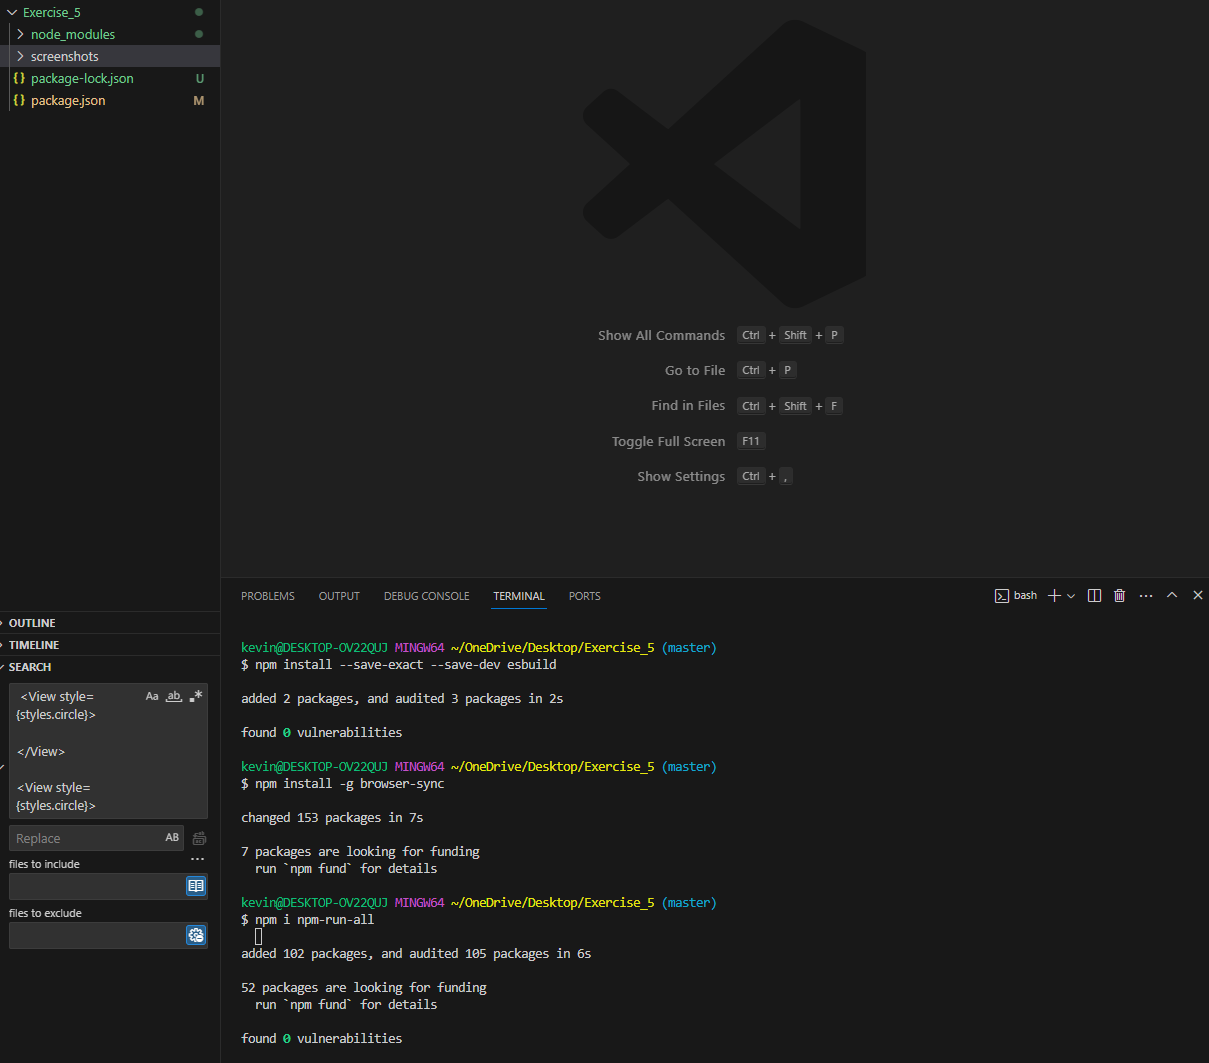 Exercise_5
node_modules
screenshots
{} package-lock.json U
{} package.json M
Show All Commands Ctrl + Shift + P
Go to File Ctrl + P
Find in Files Ctrl + Shift + F
Toggle Full Screen F11
Show Settings Ctrl + ,
OUTLINE
TIMELINE
SEARCH
<View style= Aa ab .*
{styles.circle}>
</View>
<View style=
{styles.circle}>
Replace AB
files to include
files to exclude
PROBLEMS OUTPUT DEBUG CONSOLE TERMINAL PORTS bash
kevin@DESKTOP-OV22QUJ MINGW64 ~/OneDrive/Desktop/Exercise_5 (master)
$ npm install --save-exact --save-dev esbuild
added 2 packages, and audited 3 packages in 2s
found 0 vulnerabilities
kevin@DESKTOP-OV22QUJ MINGW64 ~/OneDrive/Desktop/Exercise_5 (master)
$ npm install -g browser-sync
changed 153 packages in 7s
7 packages are looking for funding
run `npm fund` for details
kevin@DESKTOP-OV22QUJ MINGW64 ~/OneDrive/Desktop/Exercise_5 (master)
$ npm i npm-run-all
added 102 packages, and audited 105 packages in 6s
52 packages are looking for funding
run `npm fund` for details
found 0 vulnerabilities